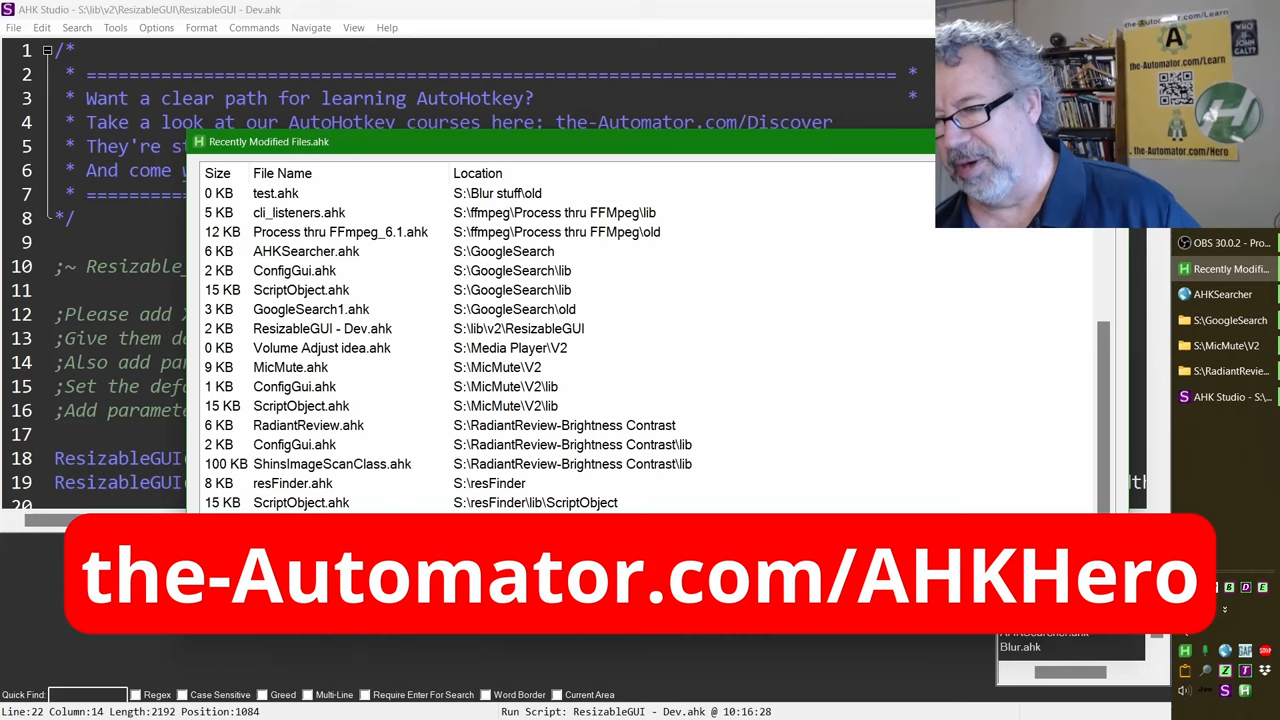 AHK Studio - S:\lib\v2\ResizableGUI\ResizableGUI - Dev.ahk
File Edit Search Tools Options Format Commands Navigate View Help
1 /*
2 * ============================================================================== *
3 * Want a clear path for learning AutoHotkey? *
4 * Take a look at our AutoHotkey courses here: the-Automator.com/Discover
5 * They're
6 * And come
7 *
8 */
9
10 ;~ Resizable_
11
12 ;Please add
13 ;Give them
14 ;Also add
15 ;Set the
16 ;Add
17
18 ResizableGUI
19 ResizableGUI
20
Recently Modified Files.ahk
Size File Name Location
0 KB test.ahk S:\Blur stuff\old
5 KB cli_listeners.ahk S:\ffmpeg\Process thru FFMpeg\lib
12 KB Process thru FFmpeg_6.1.ahk S:\ffmpeg\Process thru FFMpeg\old
6 KB AHKSearcher.ahk S:\GoogleSearch
2 KB ConfigGui.ahk S:\GoogleSearch\lib
15 KB ScriptObject.ahk S:\GoogleSearch\lib
3 KB GoogleSearch1.ahk S:\GoogleSearch\old
2 KB ResizableGUI - Dev.ahk S:\lib\v2\ResizableGUI
0 KB Volume Adjust idea.ahk S:\Media Player\V2
9 KB MicMute.ahk S:\MicMute\V2
1 KB ConfigGui.ahk S:\MicMute\V2\lib
15 KB ScriptObject.ahk S:\MicMute\V2\lib
6 KB RadiantReview.ahk S:\RadiantReview-Brightness Contrast
2 KB ConfigGui.ahk S:\RadiantReview-Brightness Contrast\lib
100 KB ShinsImageScanClass.ahk S:\RadiantReview-Brightness Contrast\lib
8 KB resFinder.ahk S:\resFinder
15 KB ScriptObject.ahk S:\resFinder\lib\ScriptObject
the-Automator.com/Learn
A
the-Automator.com/Learn
the-Automator.com/Hero
WHO IS JOHN GALT?
H
OBS 30.0.2 - Pro...
Recently Modifi...
AHKSearcher
S:\GoogleSearch
S:\MicMute\V2
S:\RadiantRevie...
AHK Studio - S:\...
the-Automator.com/AHKHero
AHKSearcher.ahk
Blur.ahk
Quick Find: Regex Case Sensitive Greed Multi-Line Require Enter For Search Word Border Current Area
Line:22 Column:14 Length:2192 Position:1084 Run Script: ResizableGUI - Dev.ahk @ 10:16:28